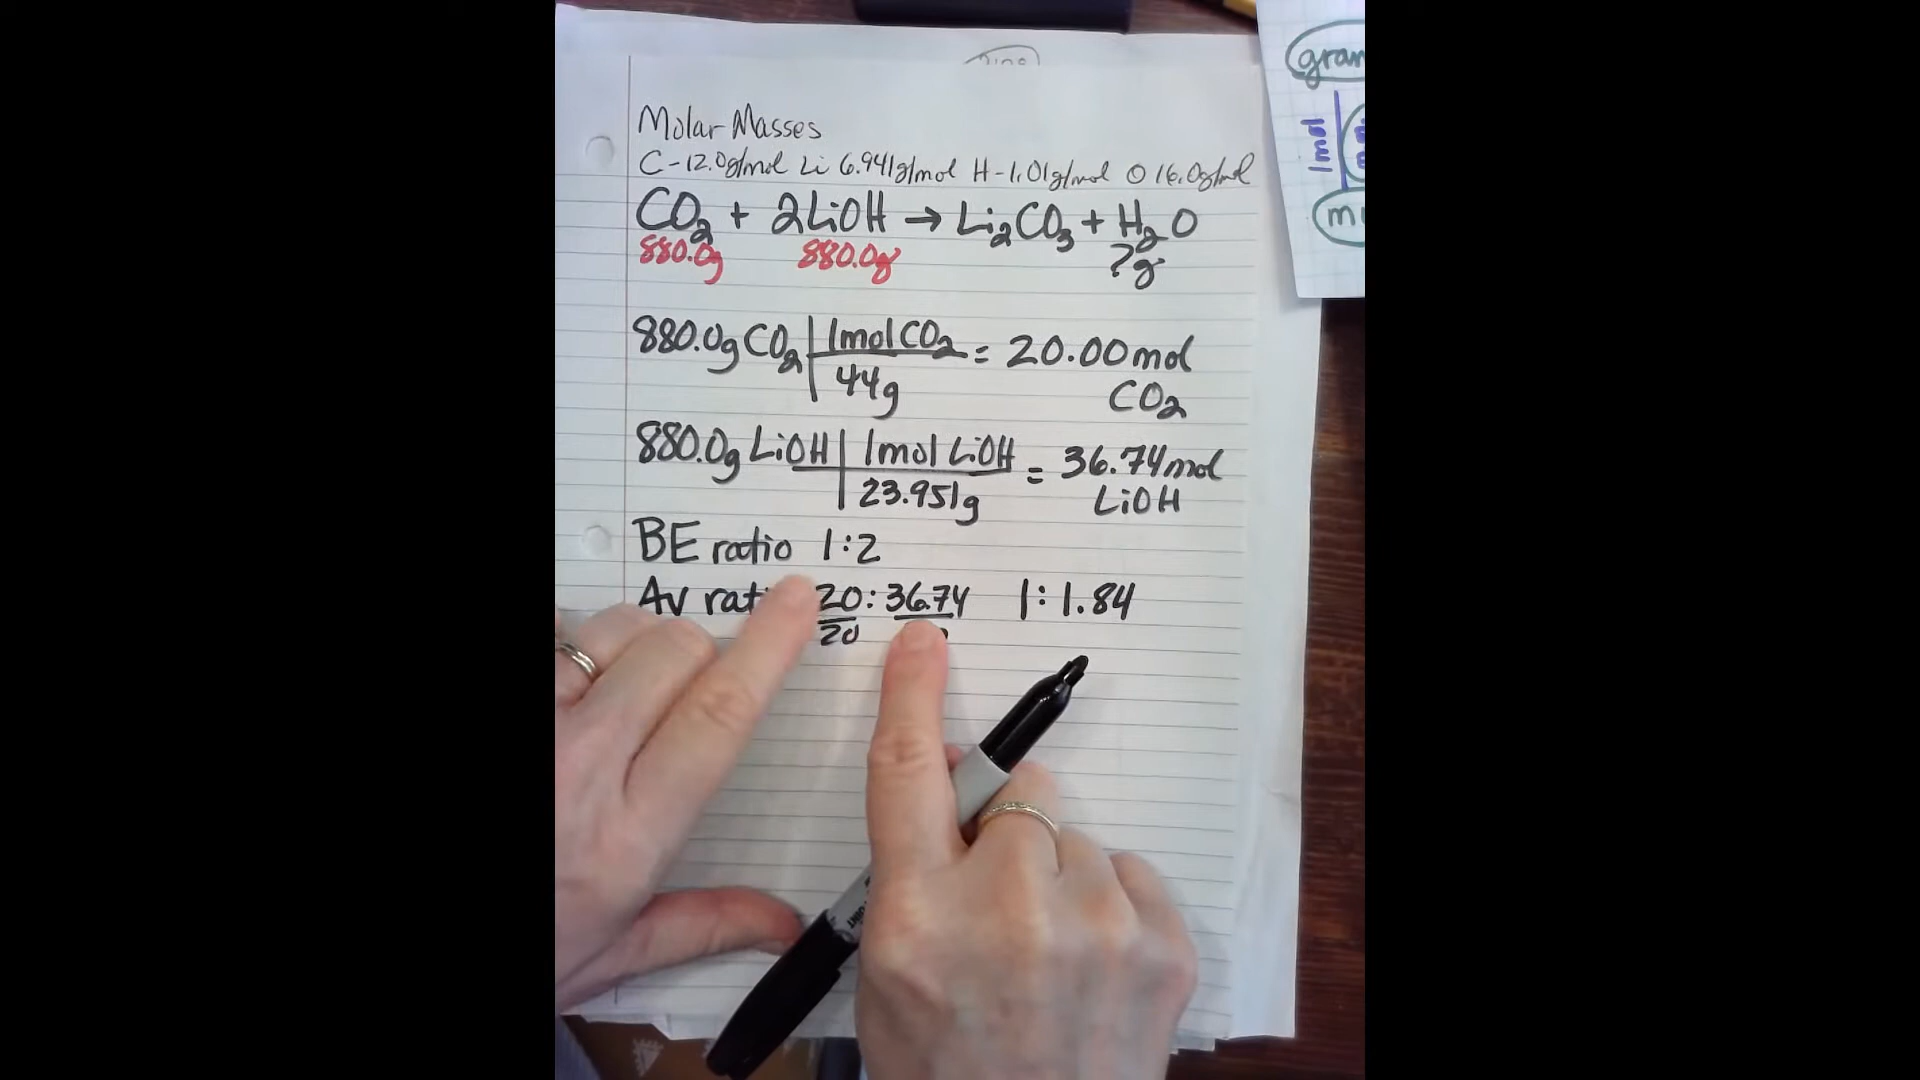 Molar Masses
C-12.0g/mol Li 6.941g/mol H-1.01g/mol O 16.0g/mol
CO₂ + 2LiOH → Li₂CO₃ + H₂O
880.0g 880.0g ?g
880.0g CO₂ | 1mol CO₂ = 20.00mol
44g CO₂
880.0g LiOH | 1mol LiOH = 36.74mol
23.951g LiOH
BE ratio 1:2
Av 20:36.74 1:1.84
20
gram
1mol